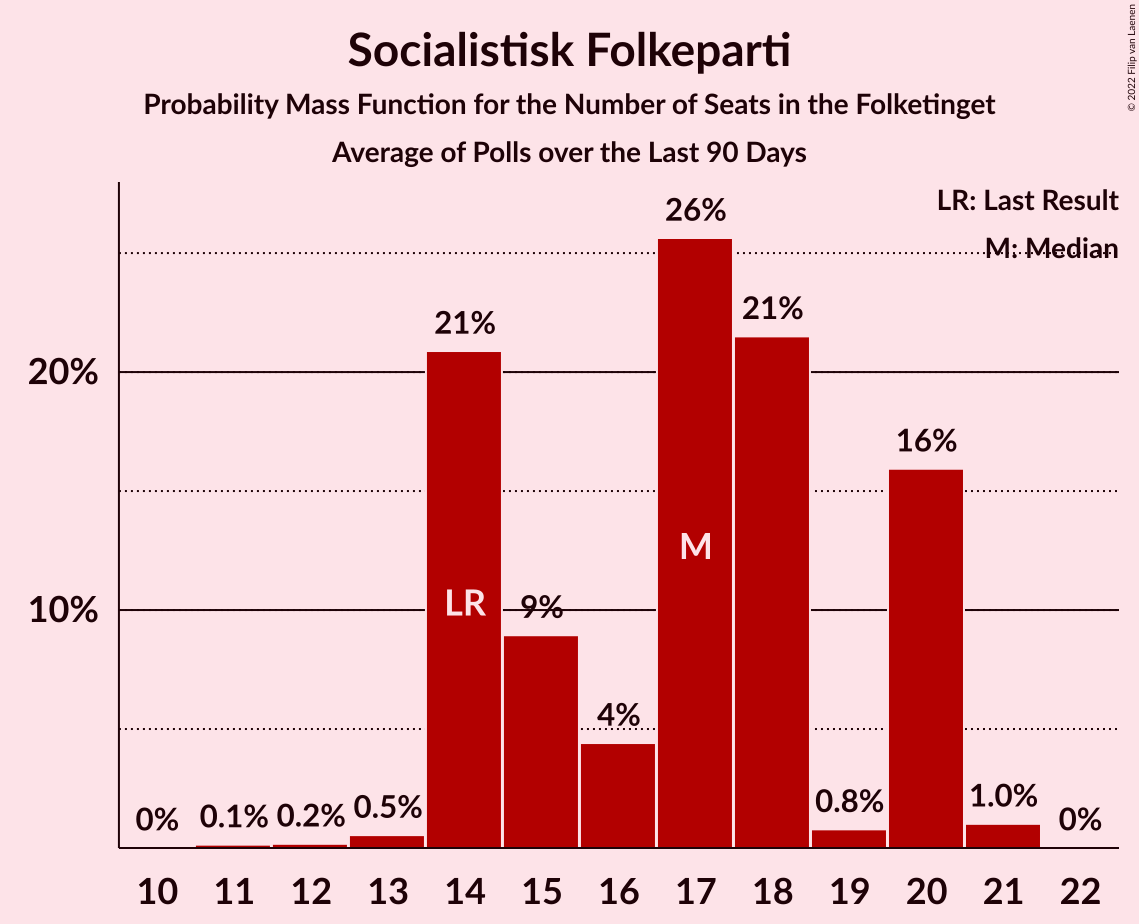 Socialistisk Folkeparti
Probability Mass Function for the Number of Seats in the Folketinget
Average of Polls over the Last 90 Days
© 2022 Filip van Laenen
LR: Last Result
M: Median
26%
21%
21%
20%
16%
M
LR
10%
9%
4%
0%
0.1%
0.2%
0.5%
0.8%
1.0%
0%
10 11 12 13 14 15 16 17 18 19 20 21 22